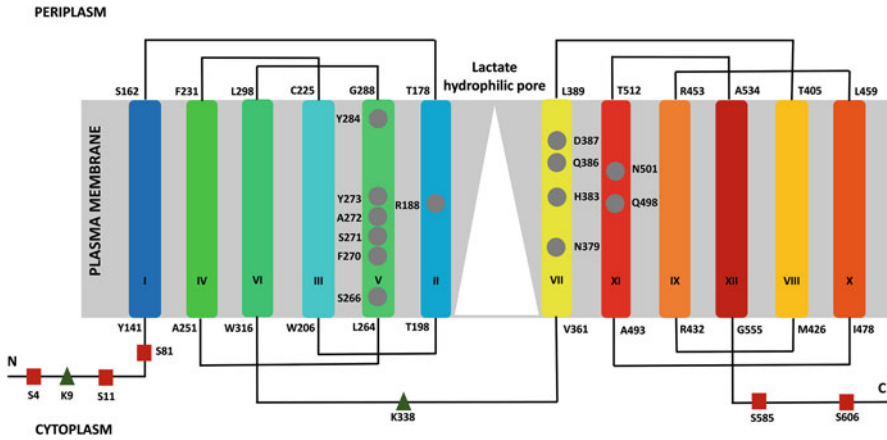 PERIPLASM
Lactate
hydrophilic pore
S162 F231 L298 C225 G288 T178 L389 T512 R453 A534 T405 L459
PLASMA MEMBRANE
Y284
D387
Q386
N501
Y273
R188
H383
Q498
A272
S271
N379
F270
S266
I IV VI III V II VII XI IX XII VIII X
Y141 A251 W316 W206 L264 T198 V361 A493 R432 G555 M426 I478
S81
N
C
S4 K9 S11
K338
S585 S606
CYTOPLASM